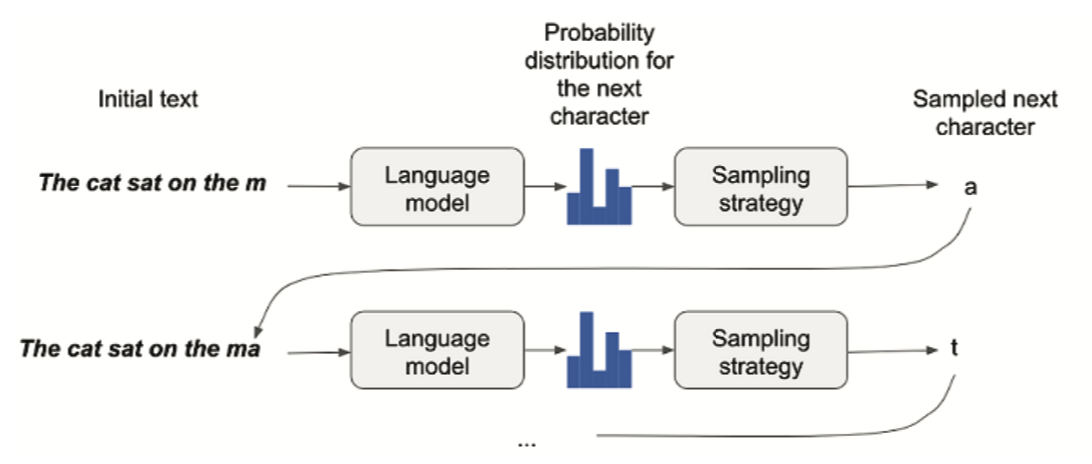 Probability
distribution for
the next
character
Initial text
Sampled next
character
The cat sat on the m
Language
model
Sampling
strategy
a
The cat sat on the ma
Language
model
Sampling
strategy
t
...